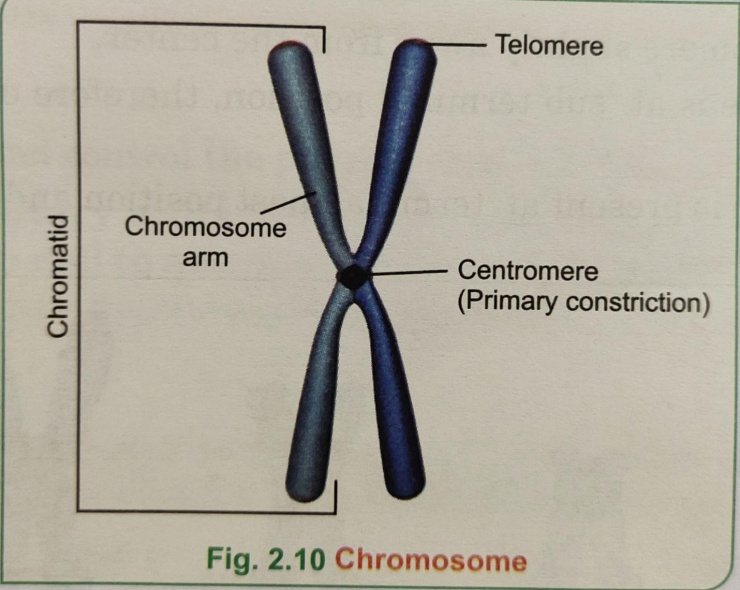 Telomere
Chromosome
arm
Chromatid
Centromere
(Primary constriction)
Fig. 2.10 Chromosome